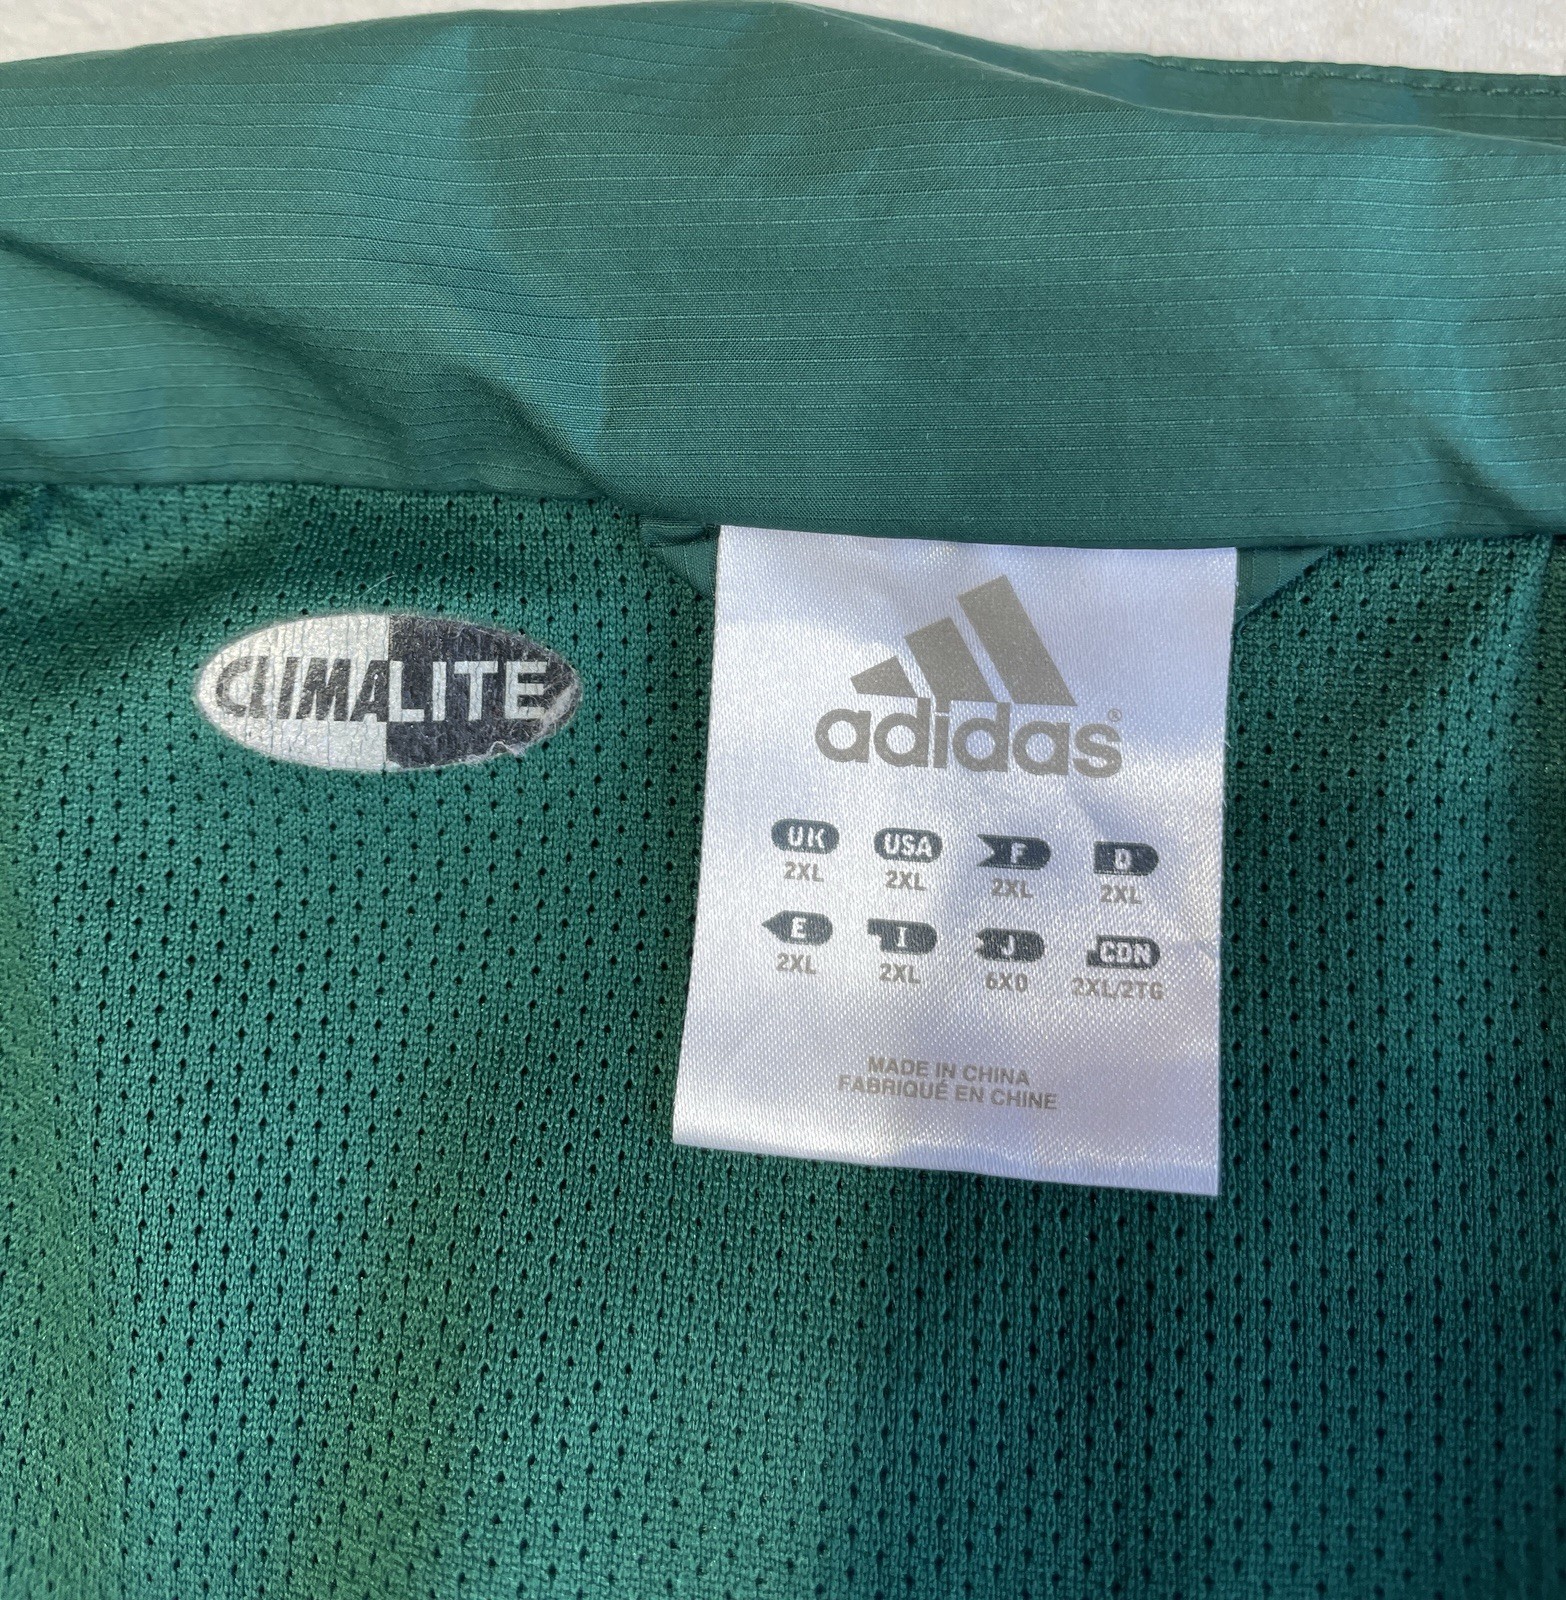 CLIMALITE
adidas®
UK USA F D
2XL 2XL 2XL 2XL
E I J CDN
2XL 2XL 6XO 2XL/2TG
MADE IN CHINA
FABRIQUÉ EN CHINE